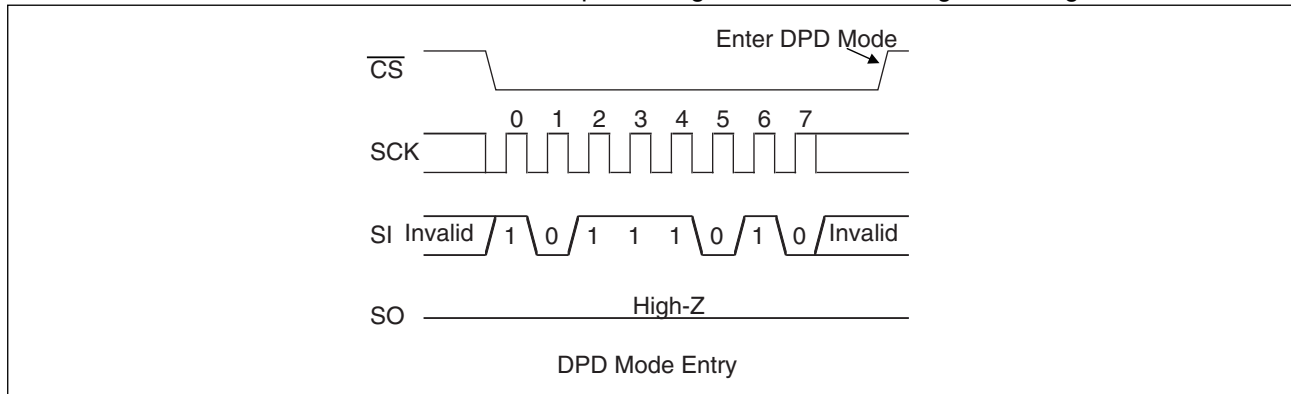 Enter DPD Mode
CS
0 1 2 3 4 5 6 7
SCK
SI Invalid 1 0 1 1 1 0 1 0 Invalid
High-Z
SO
DPD Mode Entry